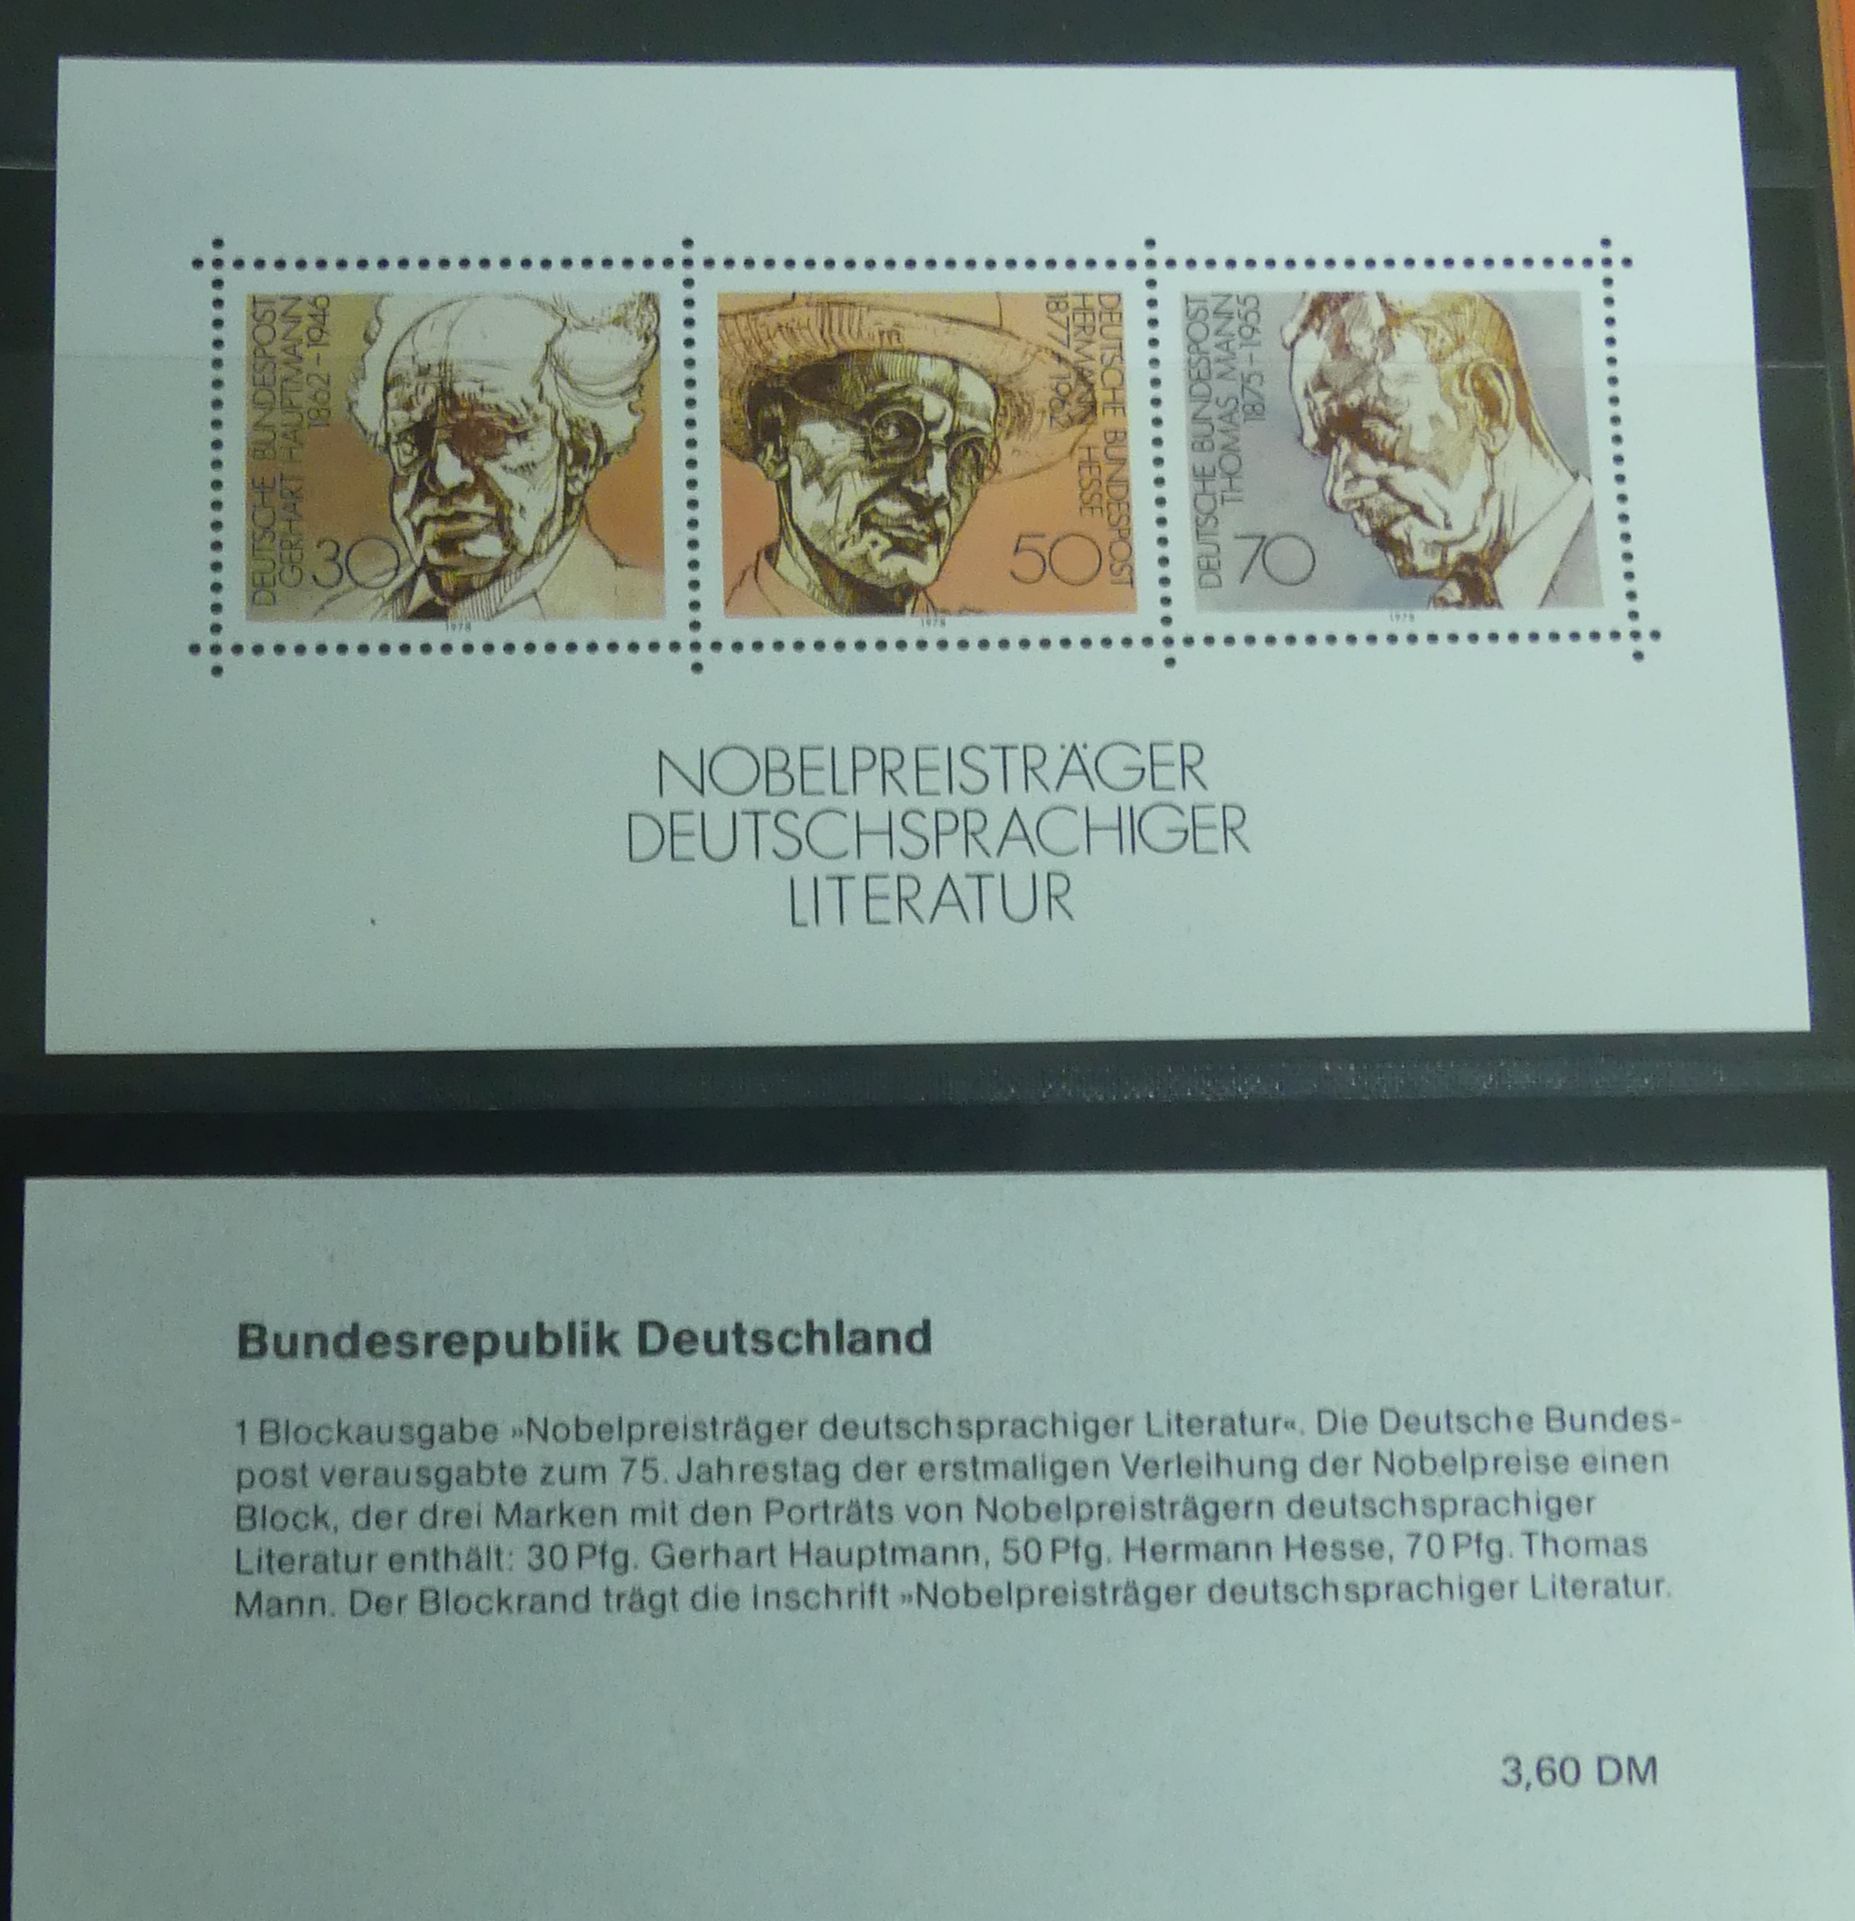 DEUTSCHE BUNDESPOST
GERHART HAUPTMANN
1862–1946
30
1978
DEUTSCHE BUNDESPOST
HERMANN HESSE
1877–1962
50
1978
DEUTSCHE BUNDESPOST
THOMAS MANN
1875–1955
70
1978
NOBELPREISTRÄGER
DEUTSCHSPRACHIGER
LITERATUR
Bundesrepublik Deutschland
1 Blockausgabe »Nobelpreisträger deutschsprachiger Literatur«. Die Deutsche Bundes-
post verausgabte zum 75. Jahrestag der erstmaligen Verleihung der Nobelpreise einen
Block, der drei Marken mit den Porträts von Nobelpreisträgern deutschsprachiger
Literatur enthält: 30 Pfg. Gerhart Hauptmann, 50 Pfg. Hermann Hesse, 70 Pfg. Thomas
Mann. Der Blockrand trägt die Inschrift »Nobelpreisträger deutschsprachiger Literatur.
3,60 DM